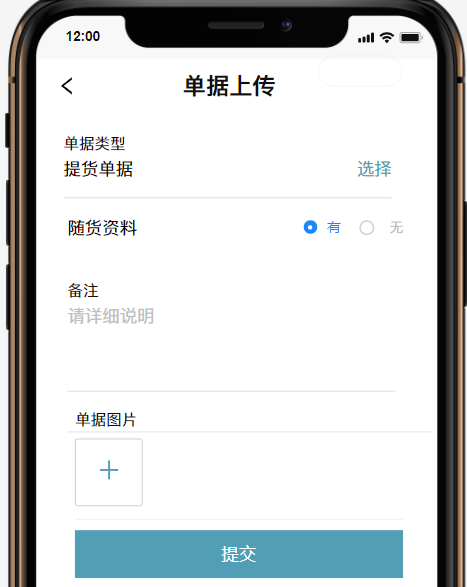 12:00
单据上传
单据类型
提货单据 选择
随货资料 有 无
备注
请详细说明
单据图片
提交